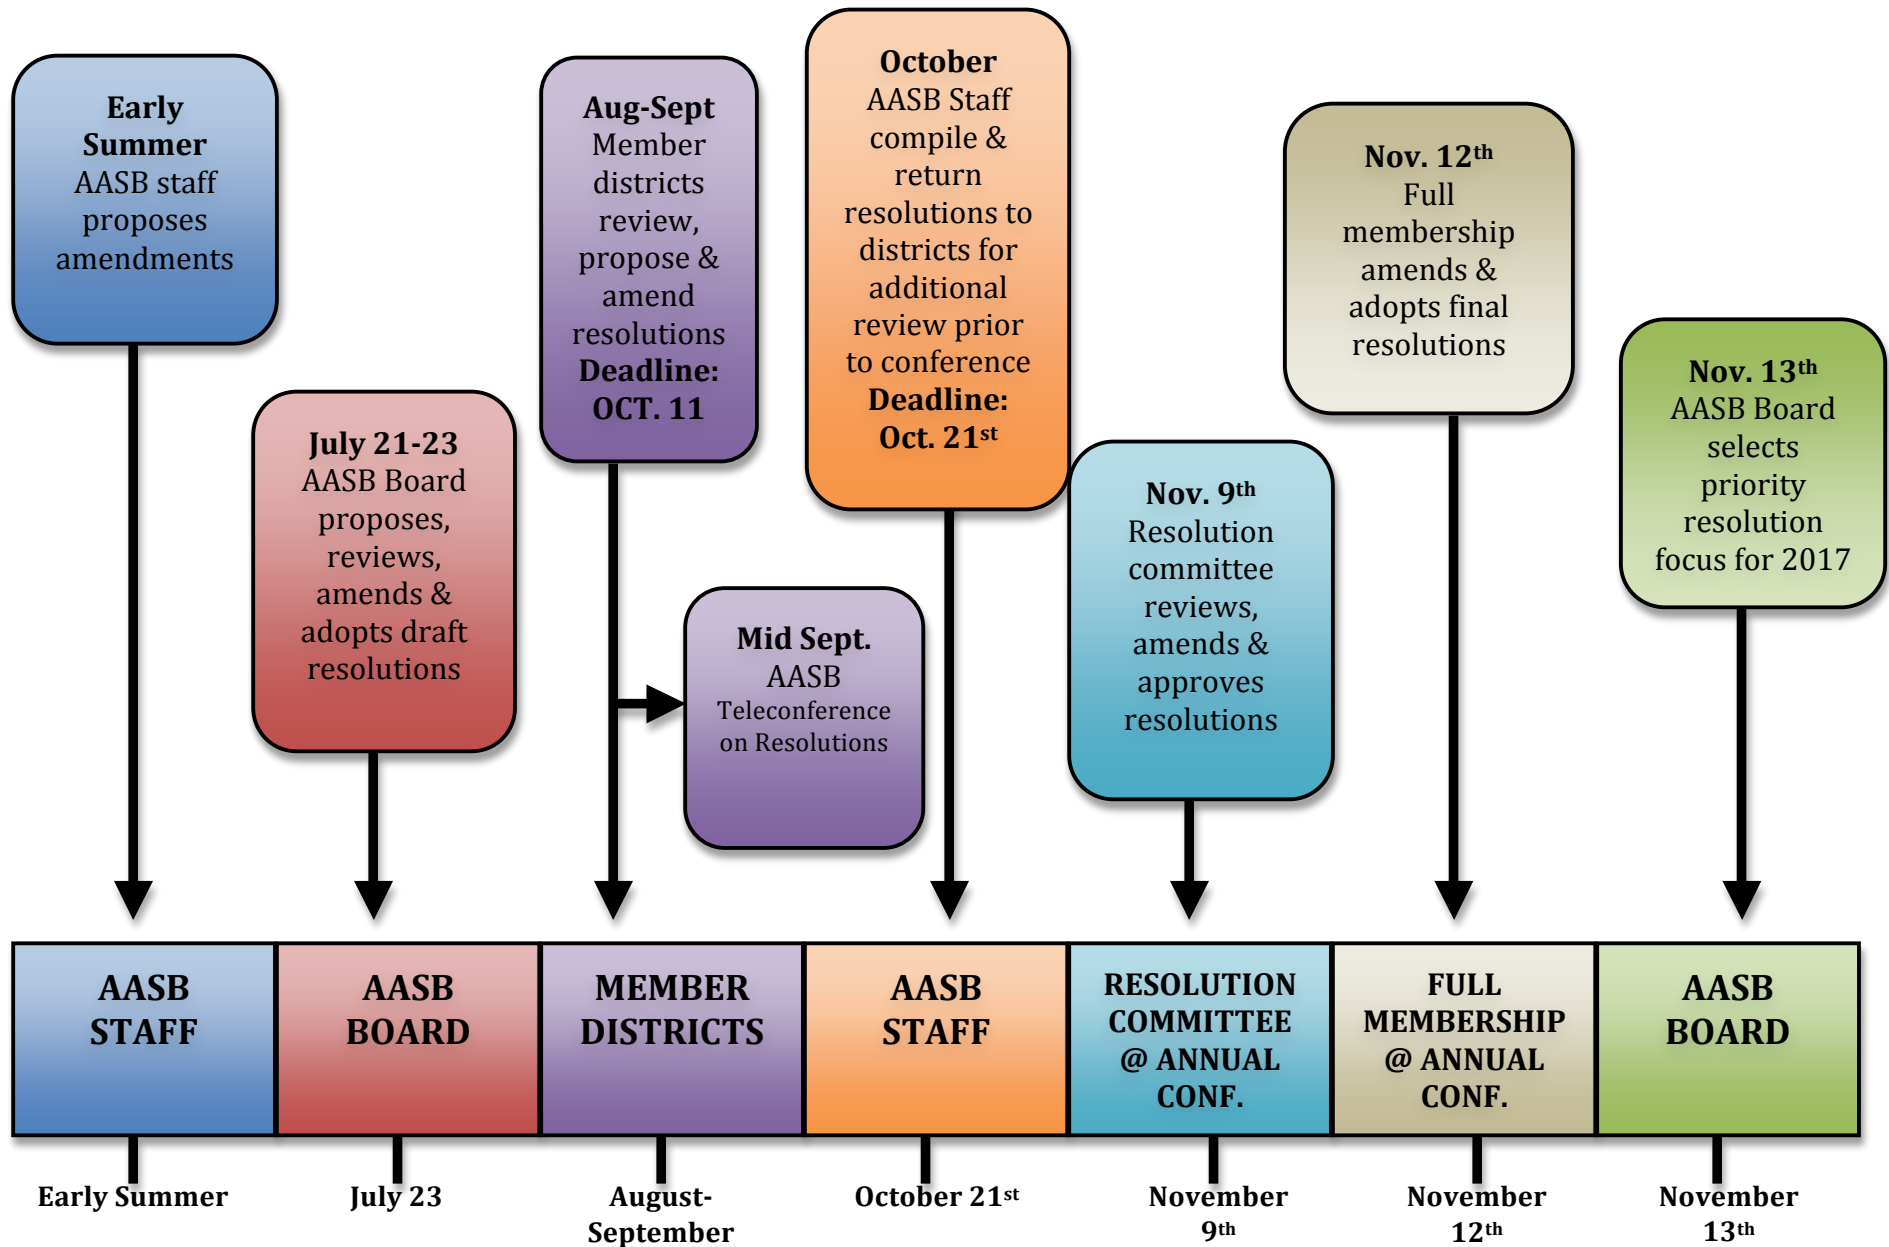 Early
Summer
AASB staff
proposes
amendments
July 21-23
AASB Board
proposes,
reviews,
amends &
adopts draft
resolutions
Aug-Sept
Member
districts
review,
propose &
amend
resolutions
Deadline:
OCT. 11
Mid Sept.
AASB
Teleconference
on Resolutions
October
AASB Staff
compile &
return
resolutions to
districts for
additional
review prior
to conference
Deadline:
Oct. 21st
Nov. 9th
Resolution
committee
reviews,
amends &
approves
resolutions
Nov. 12th
Full
membership
amends &
adopts final
resolutions
Nov. 13th
AASB Board
selects
priority
resolution
focus for 2017
AASB
STAFF
AASB
BOARD
MEMBER
DISTRICTS
AASB
STAFF
RESOLUTION
COMMITTEE
@ ANNUAL
CONF.
FULL
MEMBERSHIP
@ ANNUAL
CONF.
AASB
BOARD
Early Summer
July 23
August-
September
October 21st
November
9th
November
12th
November
13th